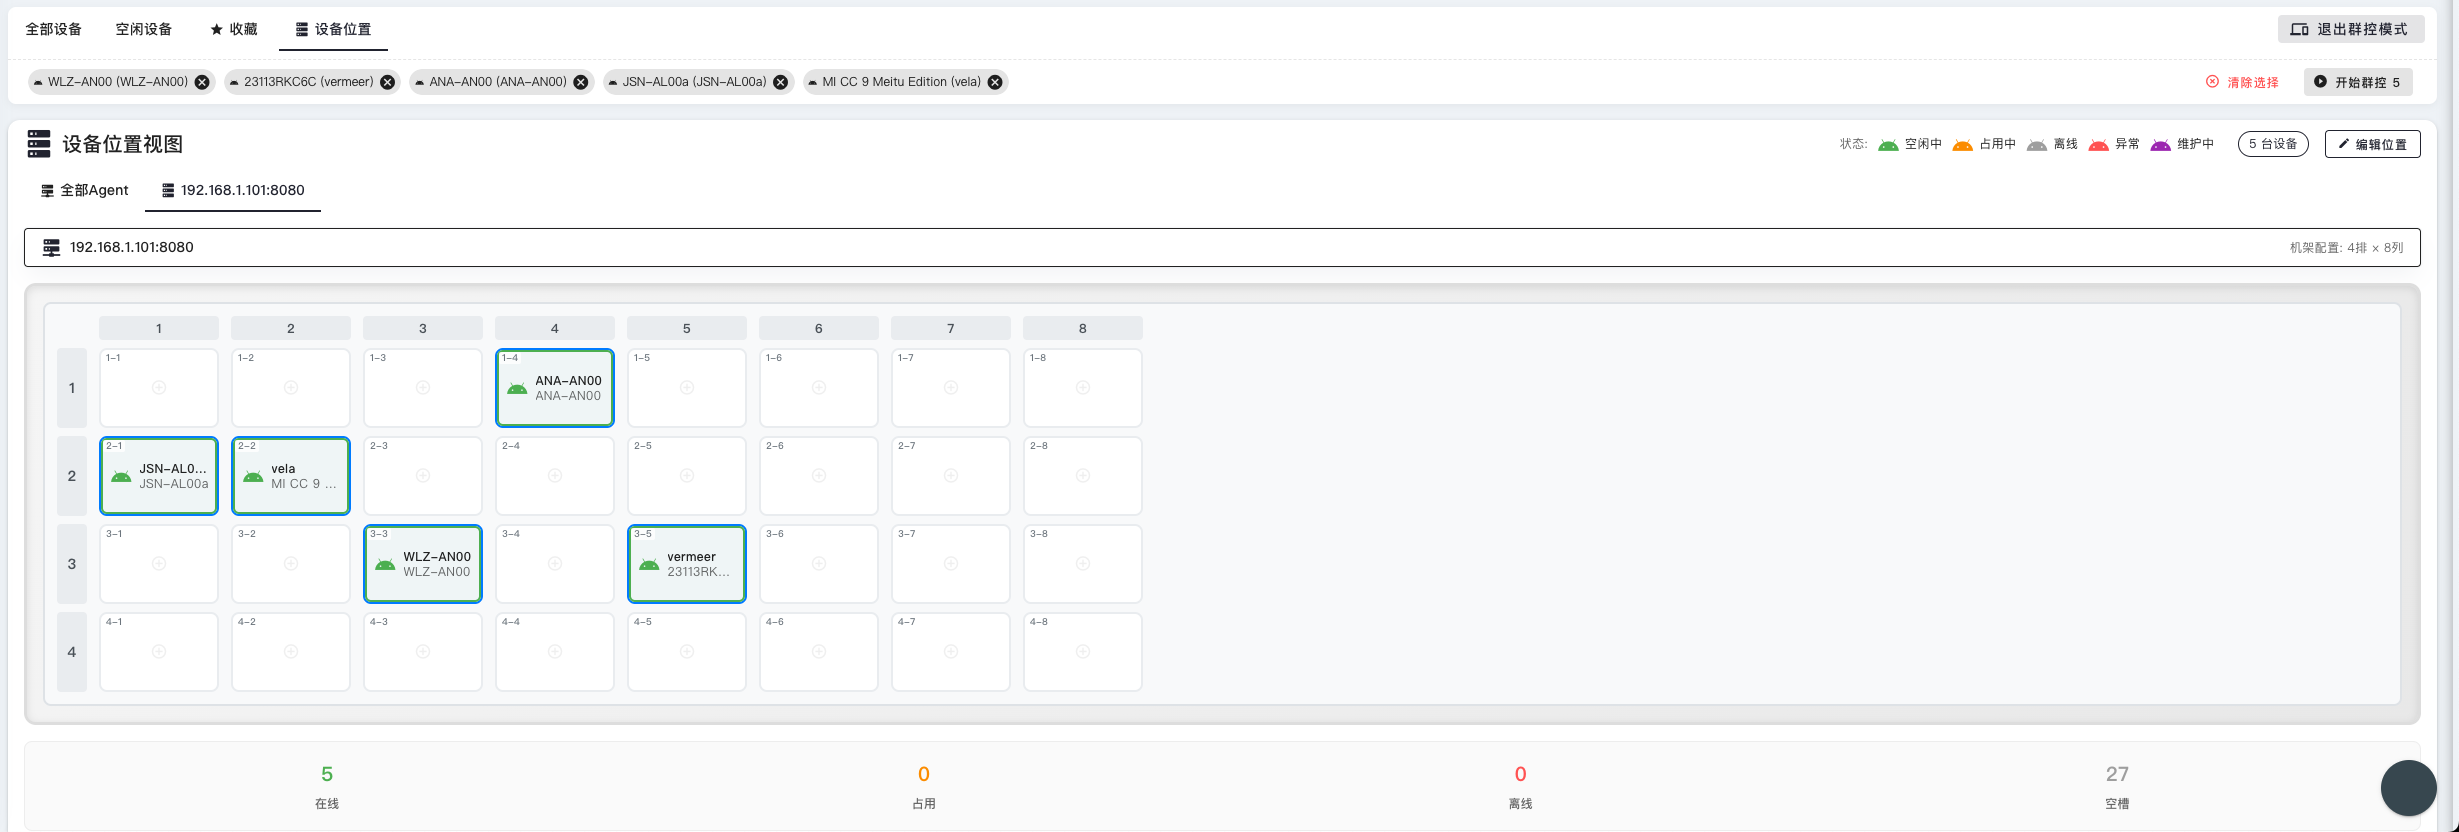 全部设备 空闲设备 收藏 设备位置 退出群控模式
WLZ-AN00 (WLZ-AN00) 23113RKC6C (vermeer) ANA-AN00 (ANA-AN00) JSN-AL00a (JSN-AL00a) MI CC 9 Meitu Edition (vela) 清除选择 开始群控 5
设备位置视图 状态: 空闲中 占用中 离线 异常 维护中 5 台设备 编辑位置
全部Agent 192.168.1.101:8080
192.168.1.101:8080 机架配置: 4排 × 8列
1 2 3 4 5 6 7 8
1-1 1-2 1-3 1-4 1-5 1-6 1-7 1-8
1 ANA-AN00
ANA-AN00
2-1 2-2 2-3 2-4 2-5 2-6 2-7 2-8
2 JSN-AL0... vela
JSN-AL00a MI CC 9 ...
3-1 3-2 3-3 3-4 3-5 3-6 3-7 3-8
3 WLZ-AN00 vermeer
WLZ-AN00 23113RK...
4-1 4-2 4-3 4-4 4-5 4-6 4-7 4-8
4
5 0 0 27
在线 占用 离线 空槽